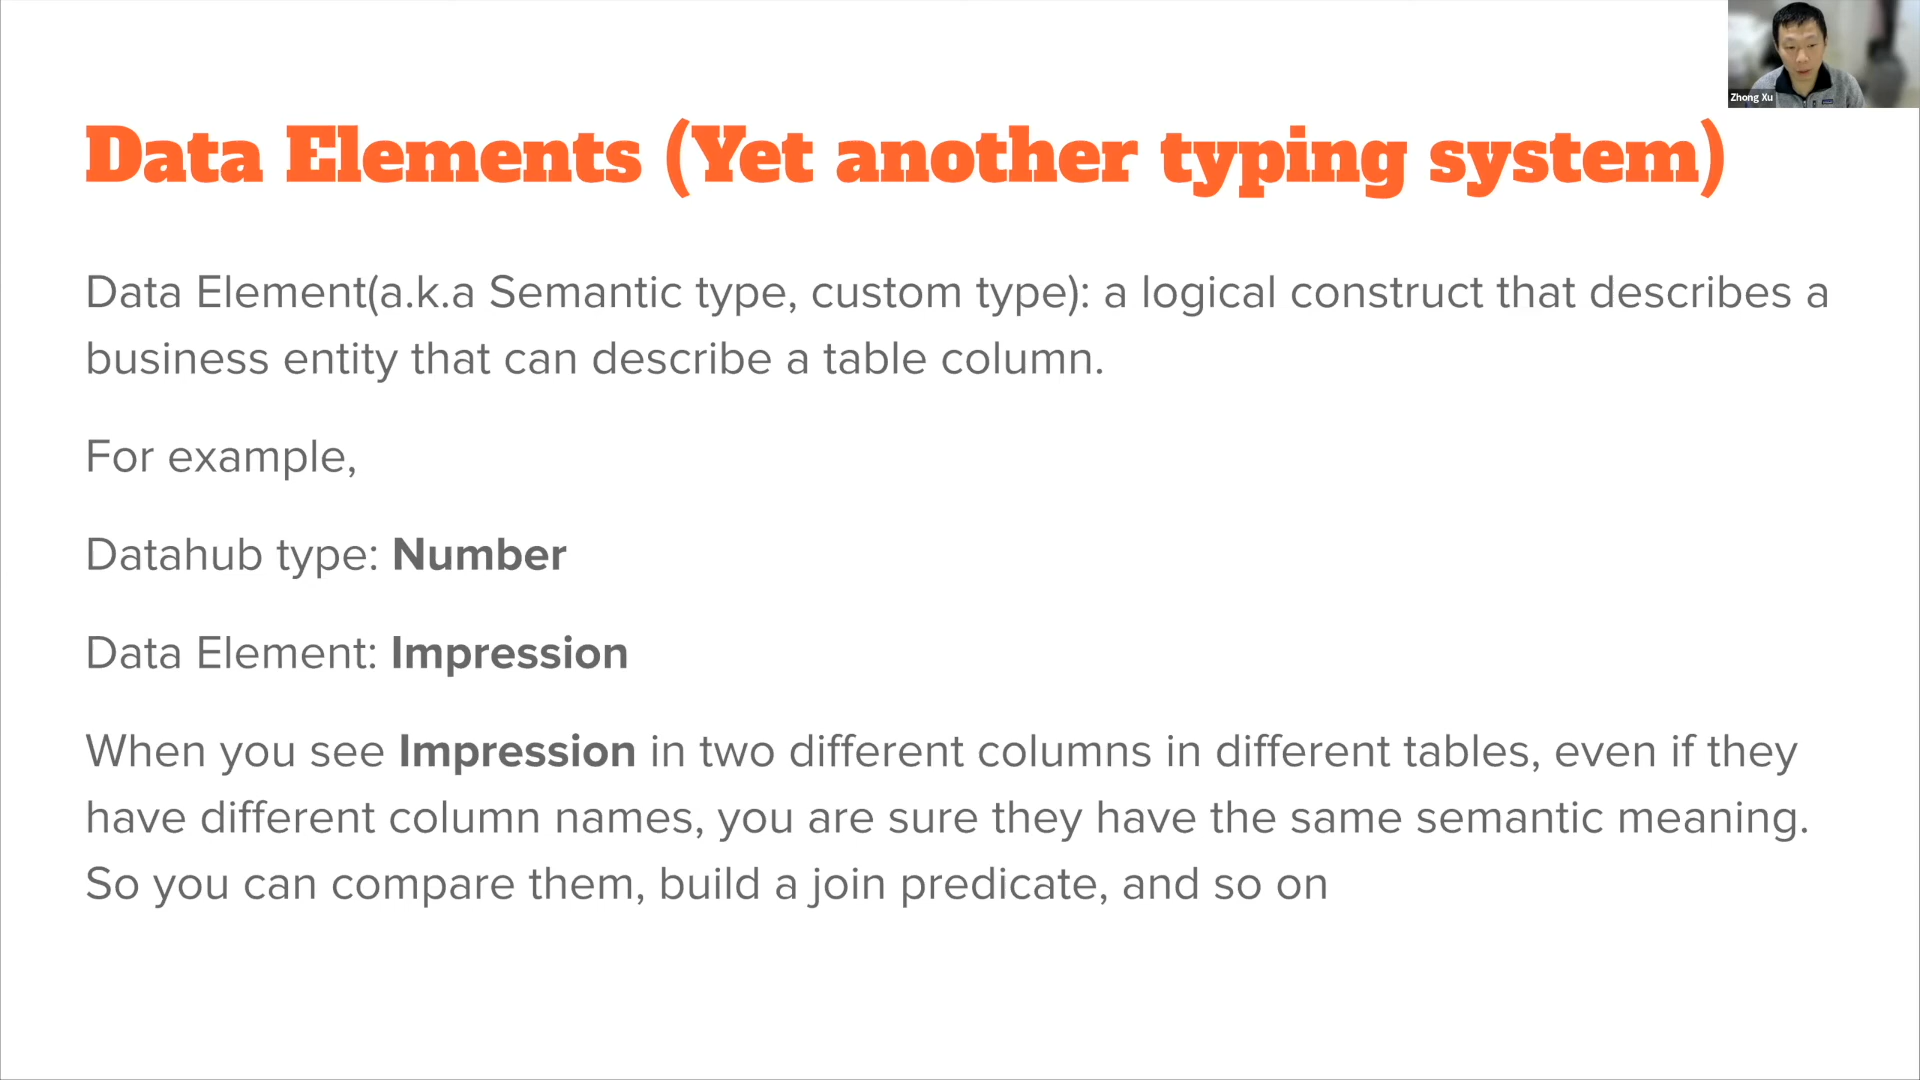 Zhong Xu
Data Elements (Yet another typing system)
Data Element(a.k.a Semantic type, custom type): a logical construct that describes a
business entity that can describe a table column.
For example,
Datahub type: Number
Data Element: Impression
When you see Impression in two different columns in different tables, even if they
have different column names, you are sure they have the same semantic meaning.
So you can compare them, build a join predicate, and so on